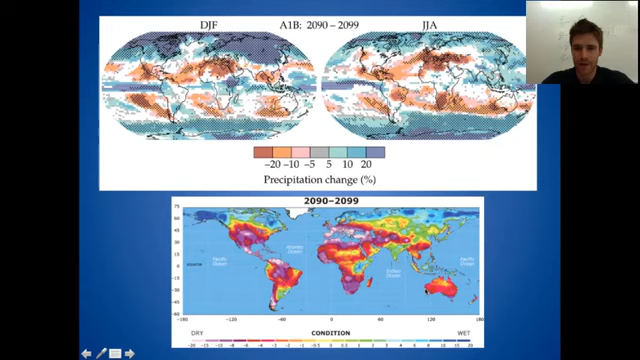 DJF A1B: 2090 – 2099 JJA
−20 −10 −5 5 10 20
Precipitation change (%)
2090-2099
75
60
45
30
15
EQUATOR 0
-15
-30
-45
-60
Pacific Ocean
Atlantic Ocean
Indian Ocean
Pacific Ocean
-180 -120 -60 0 60 120 180
DRY CONDITION WET